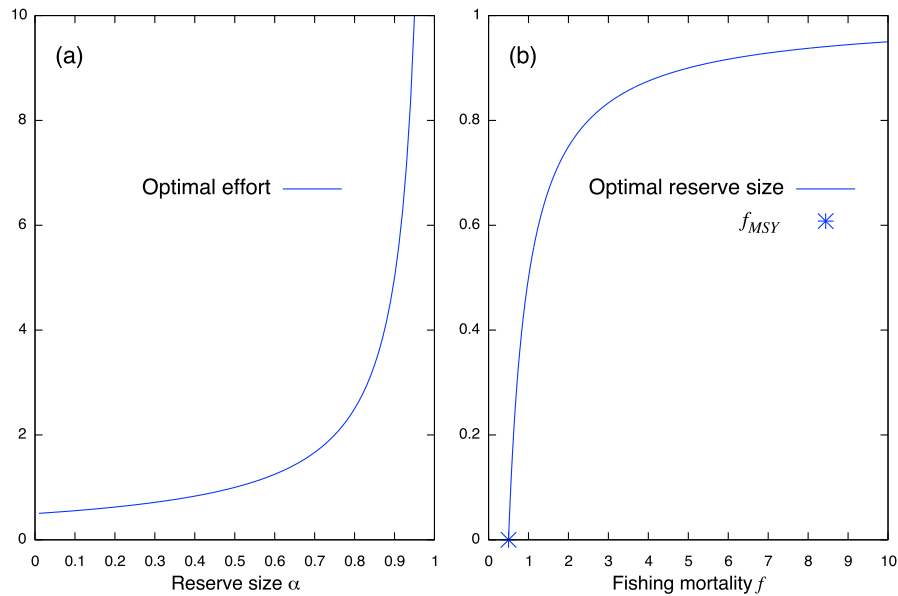 (a)
10
8
6
4
2
0
Optimal effort
0 0.1 0.2 0.3 0.4 0.5 0.6 0.7 0.8 0.9 1
Reserve size α
(b)
1
0.8
0.6
0.4
0.2
0
Optimal reserve size
f_MSY
0 1 2 3 4 5 6 7 8 9 10
Fishing mortality f